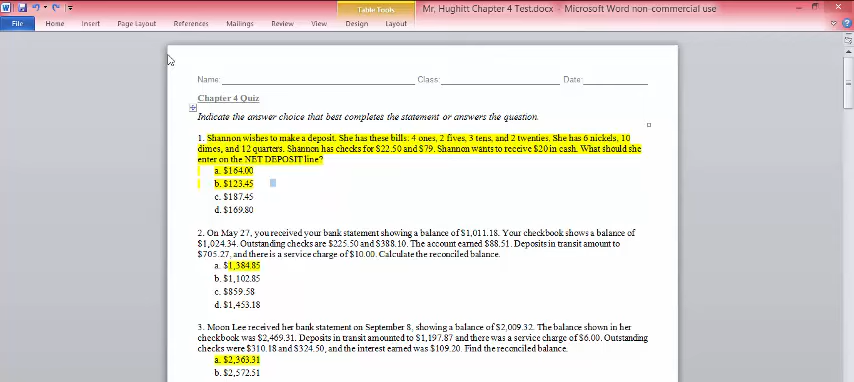 Table Tools
Mr, Hughitt Chapter 4 Test.docx - Microsoft Word non-commercial use
File Home Insert Page Layout References Mailings Review View Design Layout
Name: Class: Date:
Chapter 4 Quiz
Indicate the answer choice that best completes the statement or answers the question.
1. Shannon wishes to make a deposit. She has these bills: 4 ones, 2 fives, 3 tens, and 2 twenties. She has 6 nickels, 10
dimes, and 12 quarters. Shannon has checks for $22.50 and $79. Shannon wants to receive $20 in cash. What should she
enter on the NET DEPOSIT line?
a. $164.00
b. $123.45
c. $187.45
d. $169.80
2. On May 27, you received your bank statement showing a balance of $1,011.18. Your checkbook shows a balance of
$1,024.34. Outstanding checks are $225.50 and $388.10. The account earned $88.51. Deposits in transit amount to
$705.27, and there is a service charge of $10.00. Calculate the reconciled balance.
a. $1,384.85
b. $1,102.85
c. $859.58
d. $1,453.18
3. Moon Lee received her bank statement on September 8, showing a balance of $2,009.32. The balance shown in her
checkbook was $2,469.31. Deposits in transit amounted to $1,197.87 and there was a service charge of $6.00. Outstanding
checks were $310.18 and $324.50, and the interest earned was $109.20. Find the reconciled balance.
a. $2,363.31
b. $2,572.51